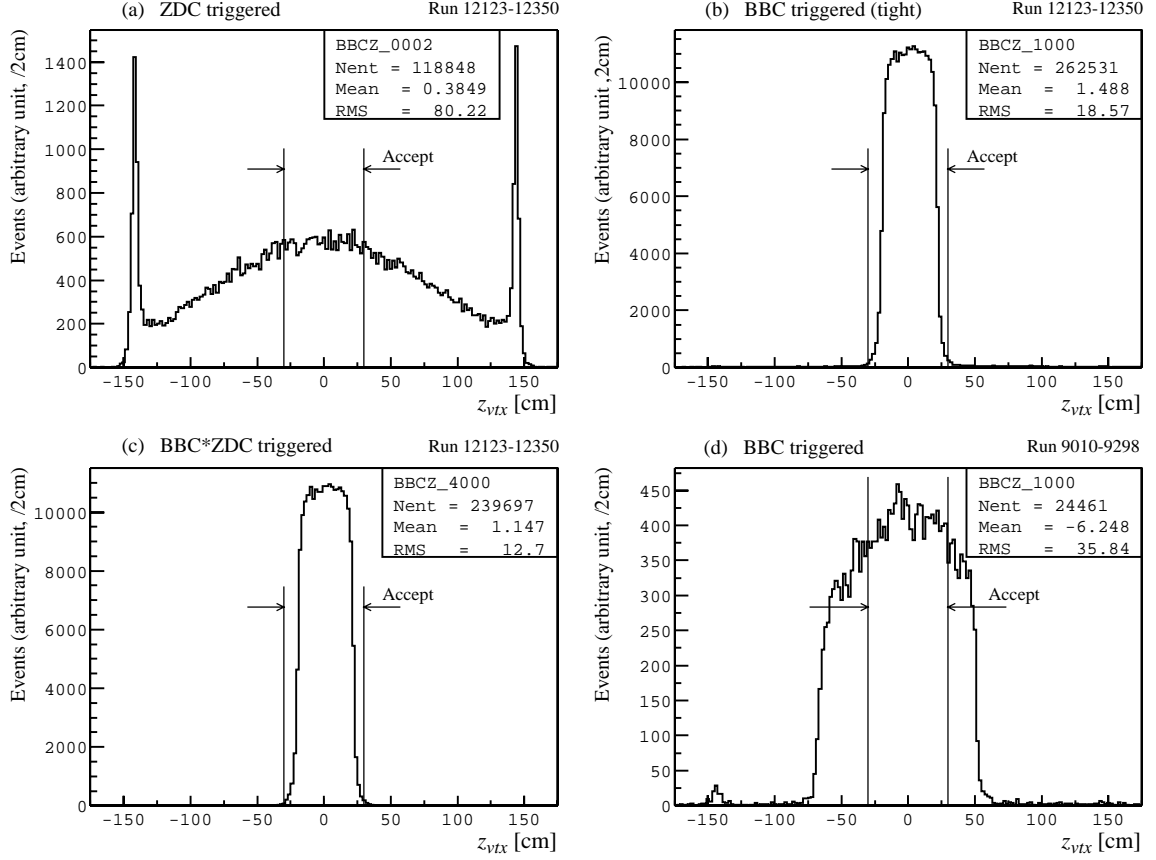 (a) ZDC triggered Run 12123-12350
BBCZ_0002
Nent = 118848
Mean = 0.3849
RMS = 80.22
Accept
Events (arbitrary unit, /2cm)
1400
1200
1000
800
600
400
200
0
−150 −100 −50 0 50 100 150
z_vtx [cm]
(b) BBC triggered (tight) Run 12123-12350
BBCZ_1000
Nent = 262531
Mean = 1.488
RMS = 18.57
Accept
Events (arbitrary unit ,2cm)
10000
8000
6000
4000
2000
0
−150 −100 −50 0 50 100 150
z_vtx [cm]
(c) BBC*ZDC triggered Run 12123-12350
BBCZ_4000
Nent = 239697
Mean = 1.147
RMS = 12.7
Accept
Events (arbitrary unit, /2cm)
10000
8000
6000
4000
2000
0
−150 −100 −50 0 50 100 150
z_vtx [cm]
(d) BBC triggered Run 9010-9298
BBCZ_1000
Nent = 24461
Mean = −6.248
RMS = 35.84
Accept
Events (arbitrary unit, /2cm)
450
400
350
300
250
200
150
100
50
0
−150 −100 −50 0 50 100 150
z_vtx [cm]